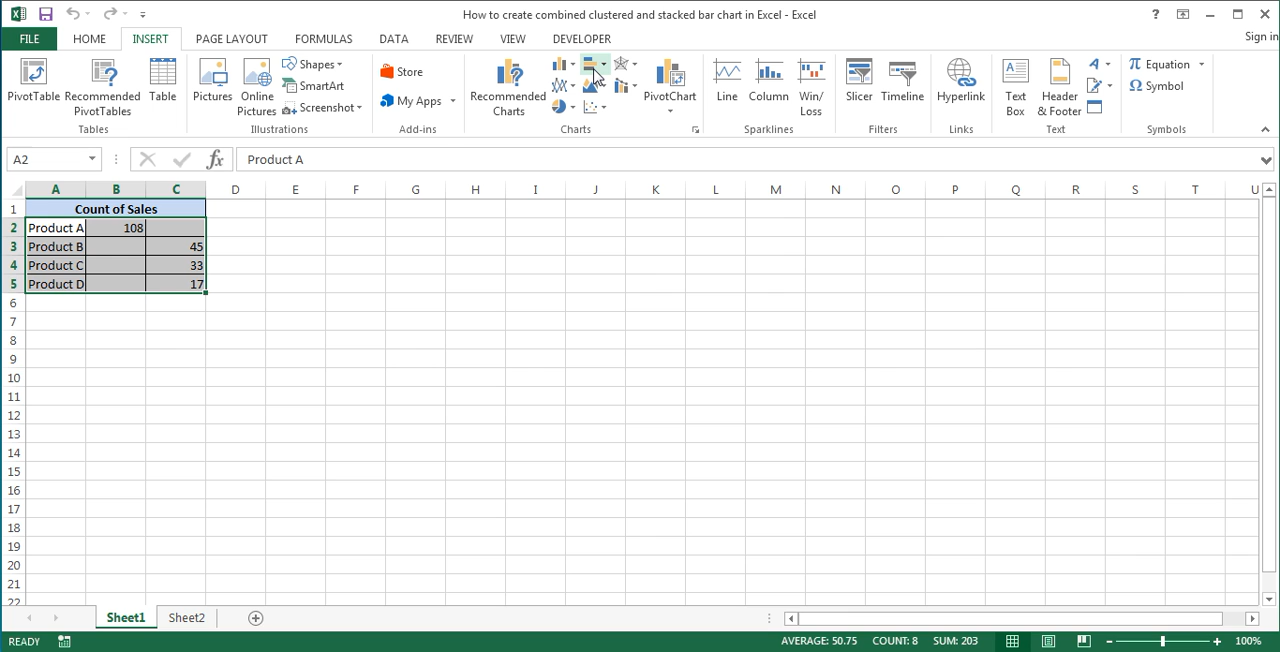 How to create combined clustered and stacked bar chart in Excel - Excel
?
FILE HOME INSERT PAGE LAYOUT FORMULAS DATA REVIEW VIEW DEVELOPER Sign in
PivotTable Recommended PivotTables Table
Tables
Pictures Online Pictures Shapes SmartArt Screenshot
Illustrations
Store
My Apps
Add-ins
Recommended Charts PivotChart
Charts
Line Column Win/Loss
Sparklines
Slicer Timeline
Filters
Hyperlink
Links
Text Box Header & Footer
Text
π Equation
Ω Symbol
Symbols
A2 fx Product A
A B C D E F G H I J K L M N O P Q R S T U
1 Count of Sales
2 Product A 108
3 Product B 45
4 Product C 33
5 Product D 17
6
7
8
9
10
11
12
13
14
15
16
17
18
19
20
21
22
Sheet1 Sheet2
READY AVERAGE: 50.75 COUNT: 8 SUM: 203 100%